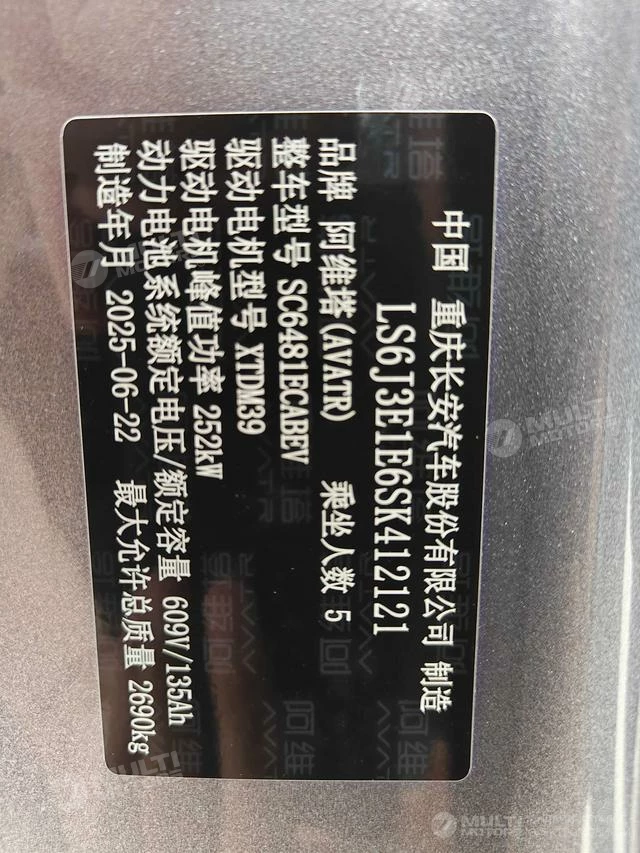 中国 重庆长安汽车股份有限公司 制造
LS6J3E1E6SK412121
品牌 阿维塔(AVATR) 乘坐人数 5
整车型号 SC6481ECABEV
驱动电机型号 XTDM39
驱动电机峰值功率 252kW
动力电池系统额定电压/额定容量 609V/135Ah
制造年月 2025-06-22 最大允许总质量 2690kg
MULTI MOTORS